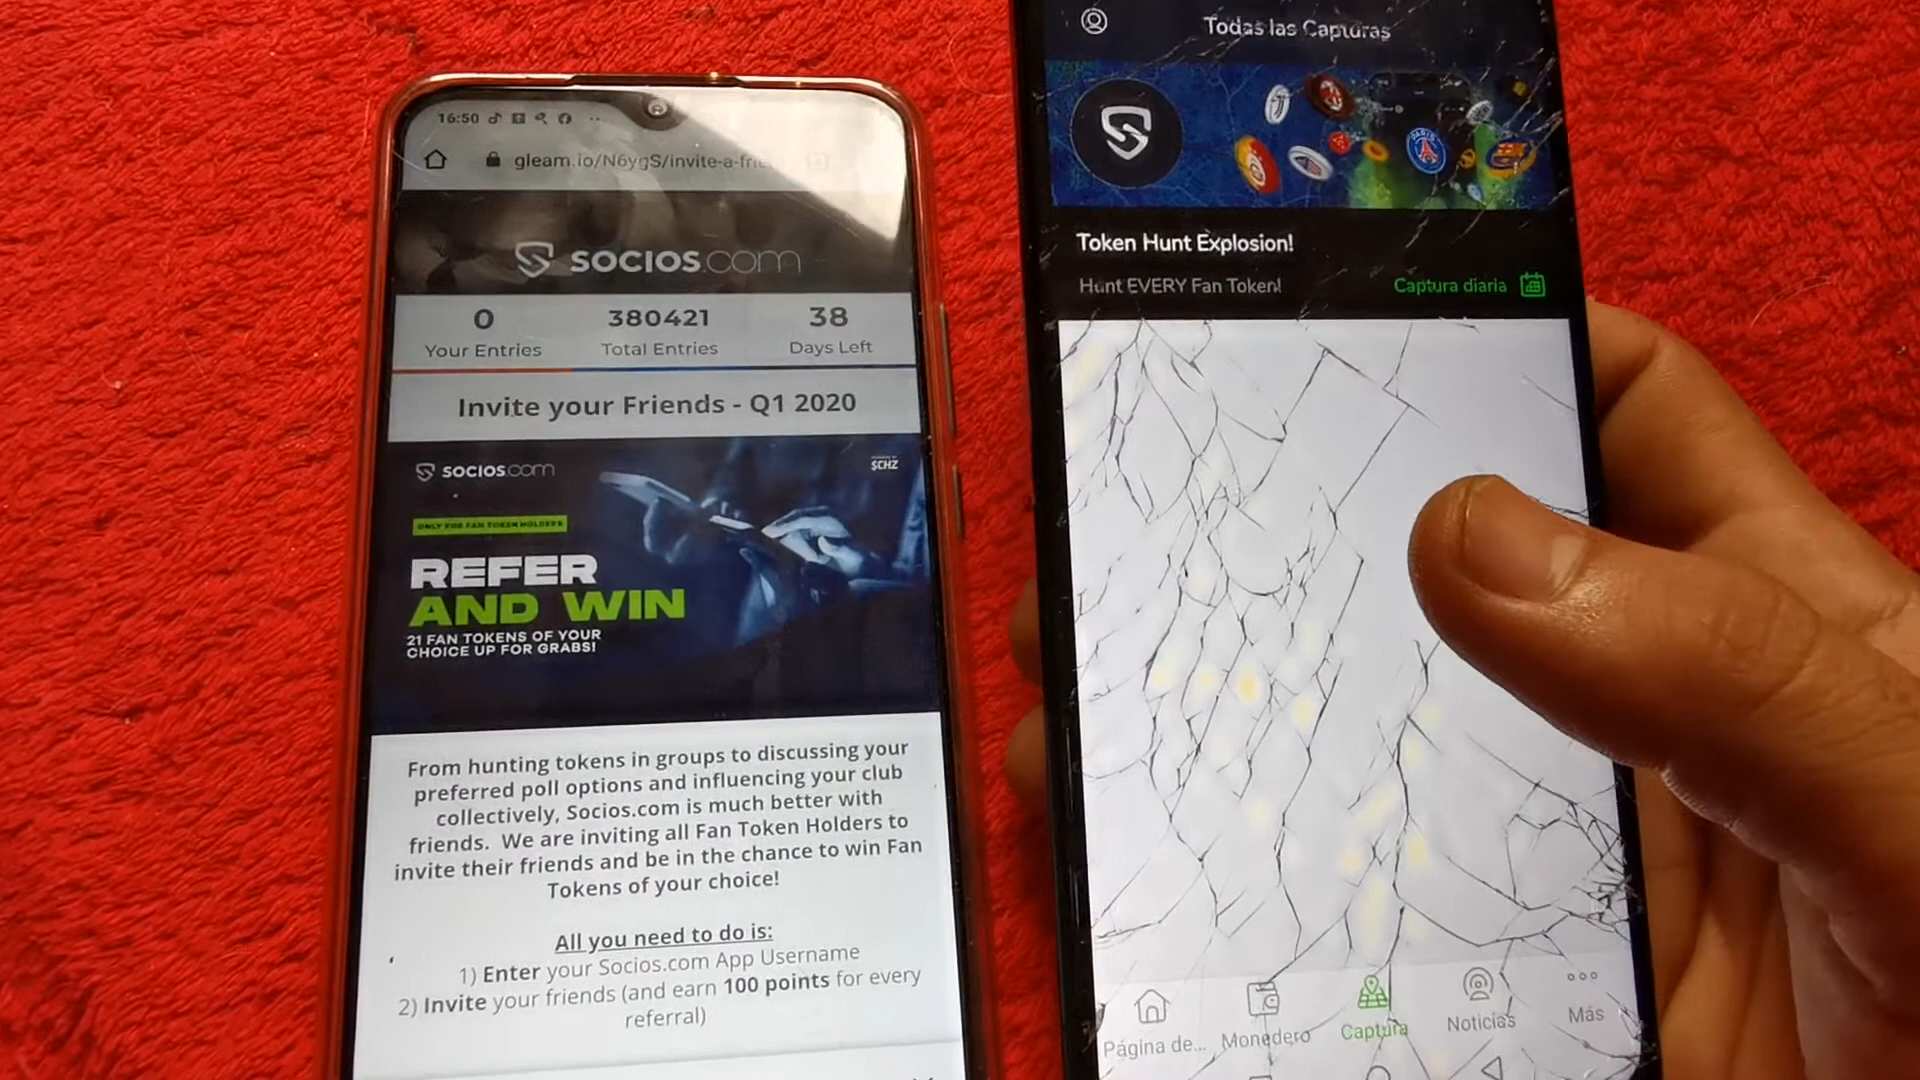 16:50
gleam.io/N6ygS/invite-a-frie
SOCIOS.com
0
380421
38
Your Entries
Total Entries
Days Left
Invite your Friends - Q1 2020
SOCIOS.com
$CHZ
ONLY FOR FAN TOKEN HOLDERS
REFER
AND WIN
21 FAN TOKENS OF YOUR
CHOICE UP FOR GRABS!
From hunting tokens in groups to discussing your
preferred poll options and influencing your club
collectively, Socios.com is much better with
friends. We are inviting all Fan Token Holders to
invite their friends and be in the chance to win Fan
Tokens of your choice!
All you need to do is:
1) Enter your Socios.com App Username
2) Invite your friends (and earn 100 points for every
referral)
Todas las Capturas
PARIS
Token Hunt Explosion!
Hunt EVERY Fan Token!
Captura diaria
Página de...
Monedero
Captura
Noticias
Más